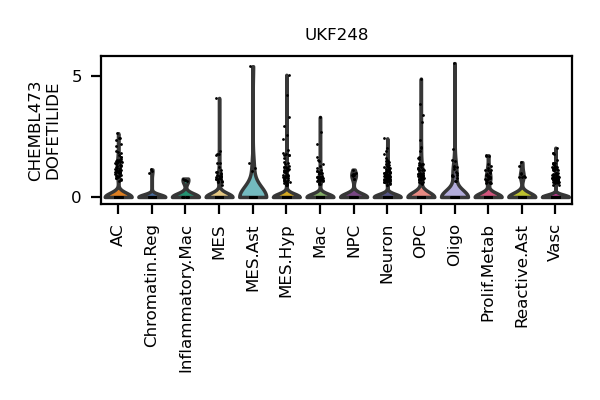 UKF248
CHEMBL473
DOFETILIDE
5
0
AC
Chromatin.Reg
Inflammatory.Mac
MES
MES.Ast
MES.Hyp
Mac
NPC
Neuron
OPC
Oligo
Prolif.Metab
Reactive.Ast
Vasc